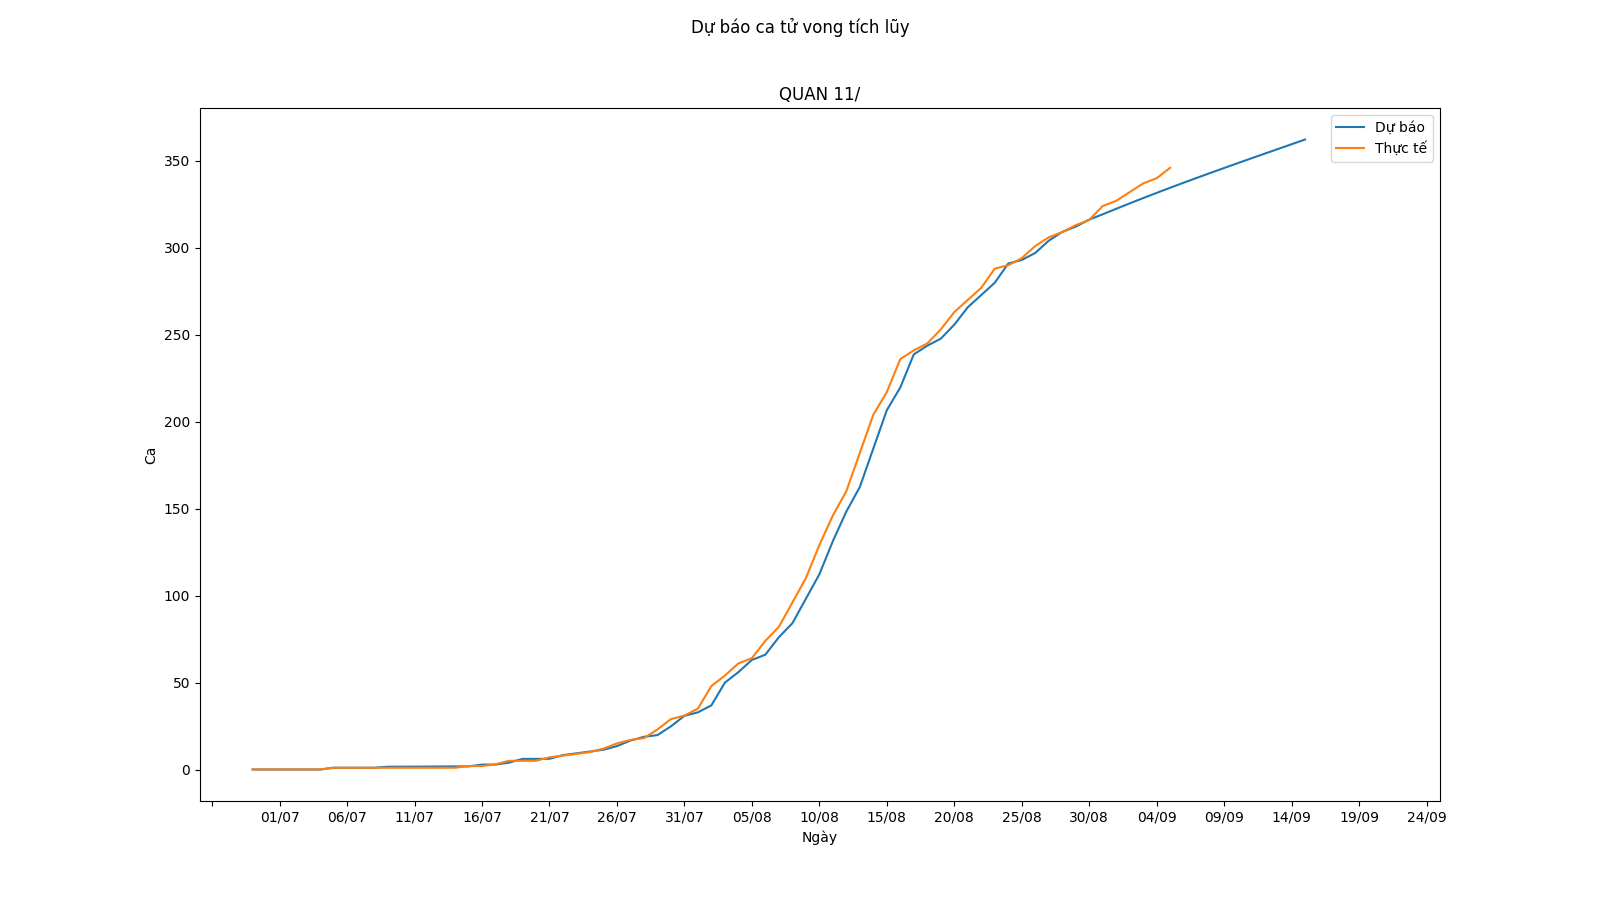 Dự báo ca tử vong tích lũy
QUAN 11/
Dự báo
Thực tế
350
300
250
200
150
100
50
0
Ca
01/07 06/07 11/07 16/07 21/07 26/07 31/07 05/08 10/08 15/08 20/08 25/08 30/08 04/09 09/09 14/09 19/09 24/09
Ngày